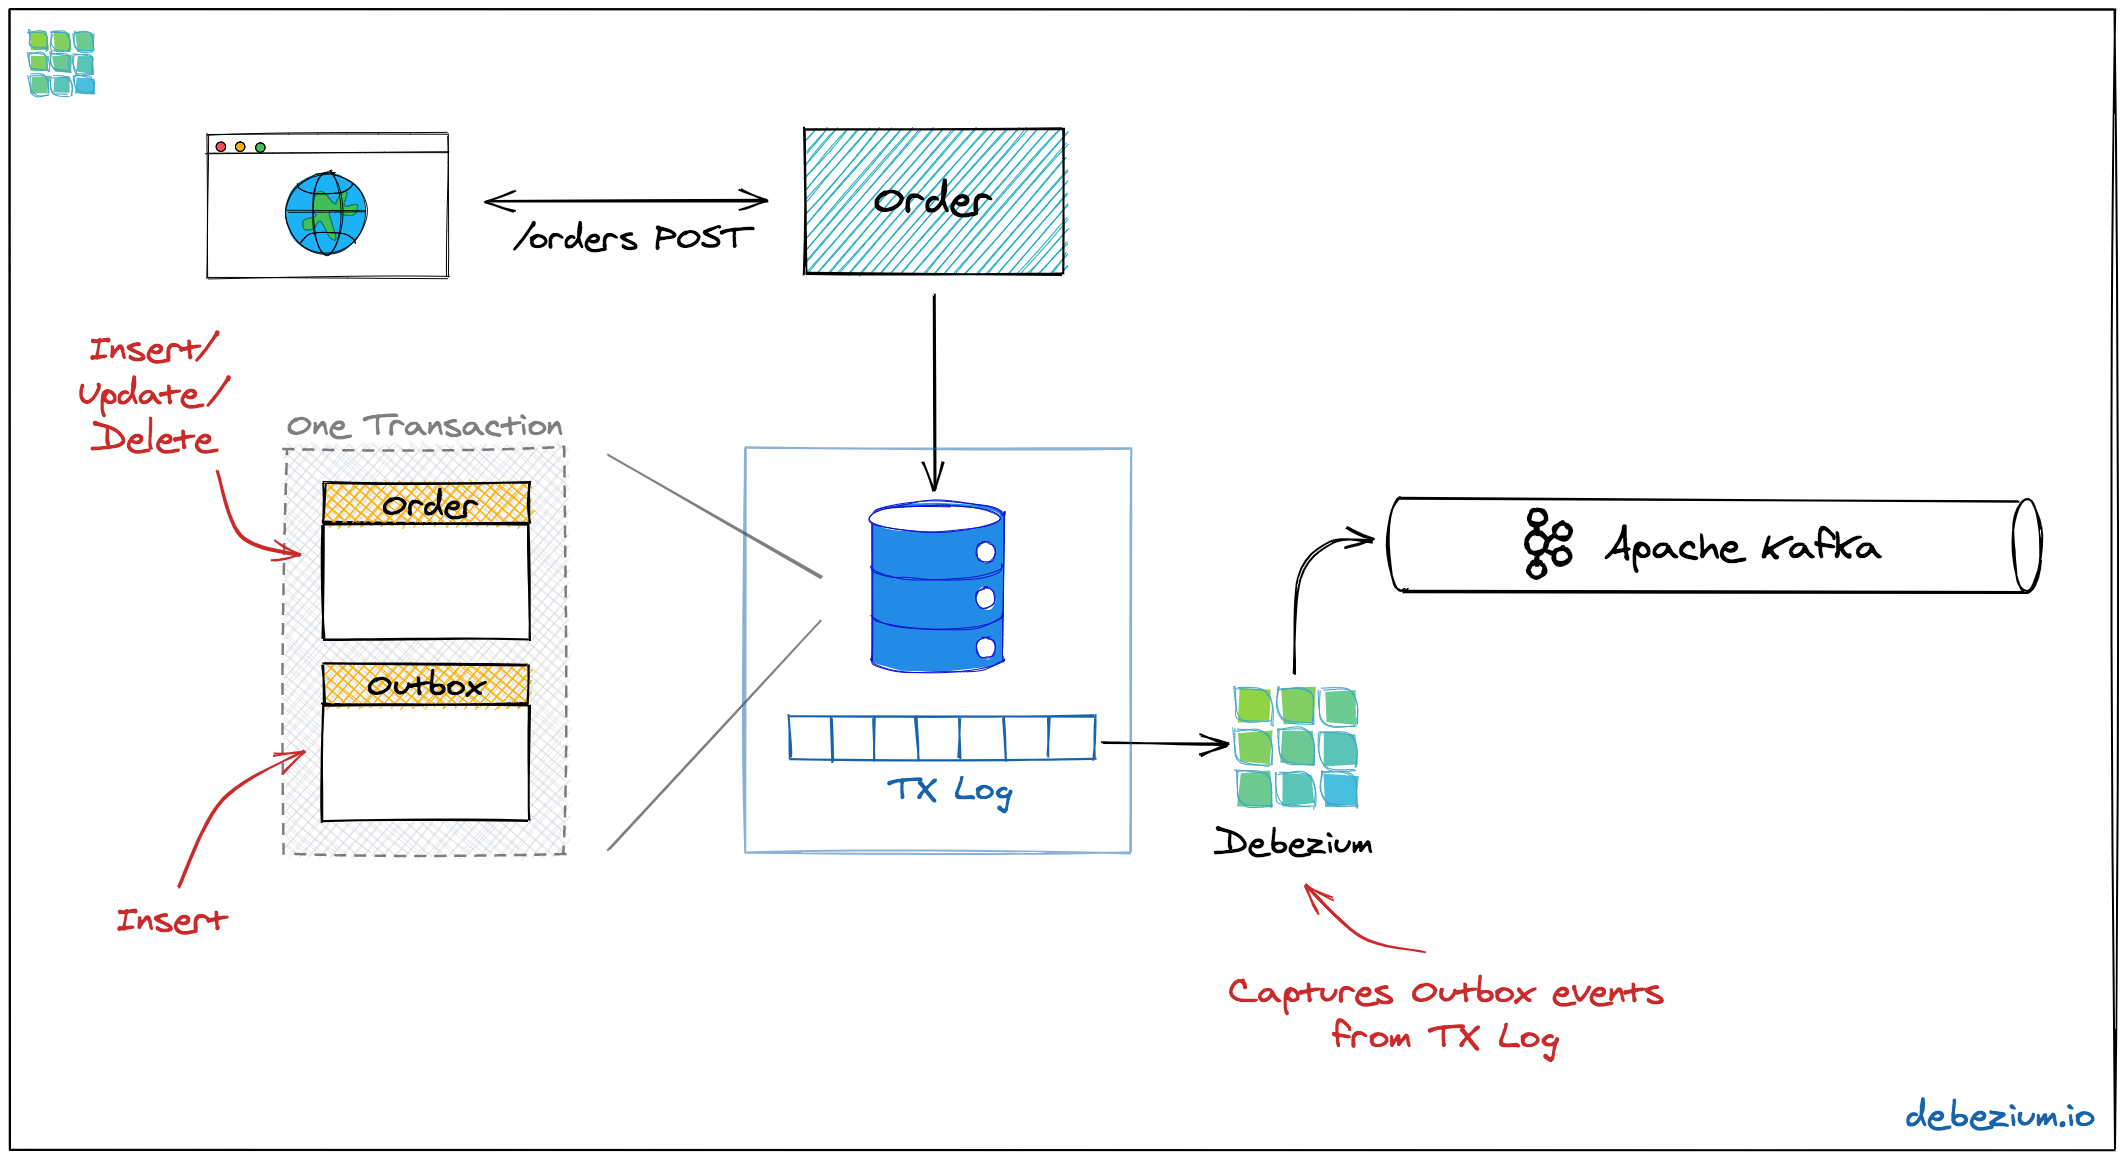 /orders POST
Order
Insert/
Update/
Delete
One Transaction
Order
Outbox
Insert
TX Log
Debezium
Apache Kafka
Captures Outbox events
from TX Log
debezium.io